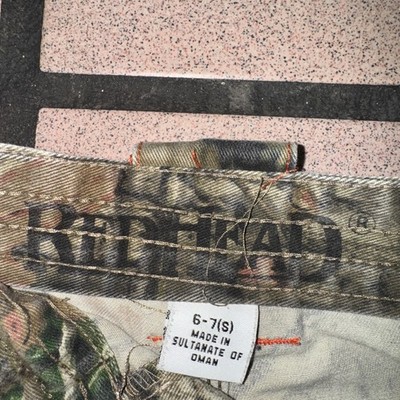 REDHEAD®
6-7(S)
MADE IN
SULTANATE OF
OMAN